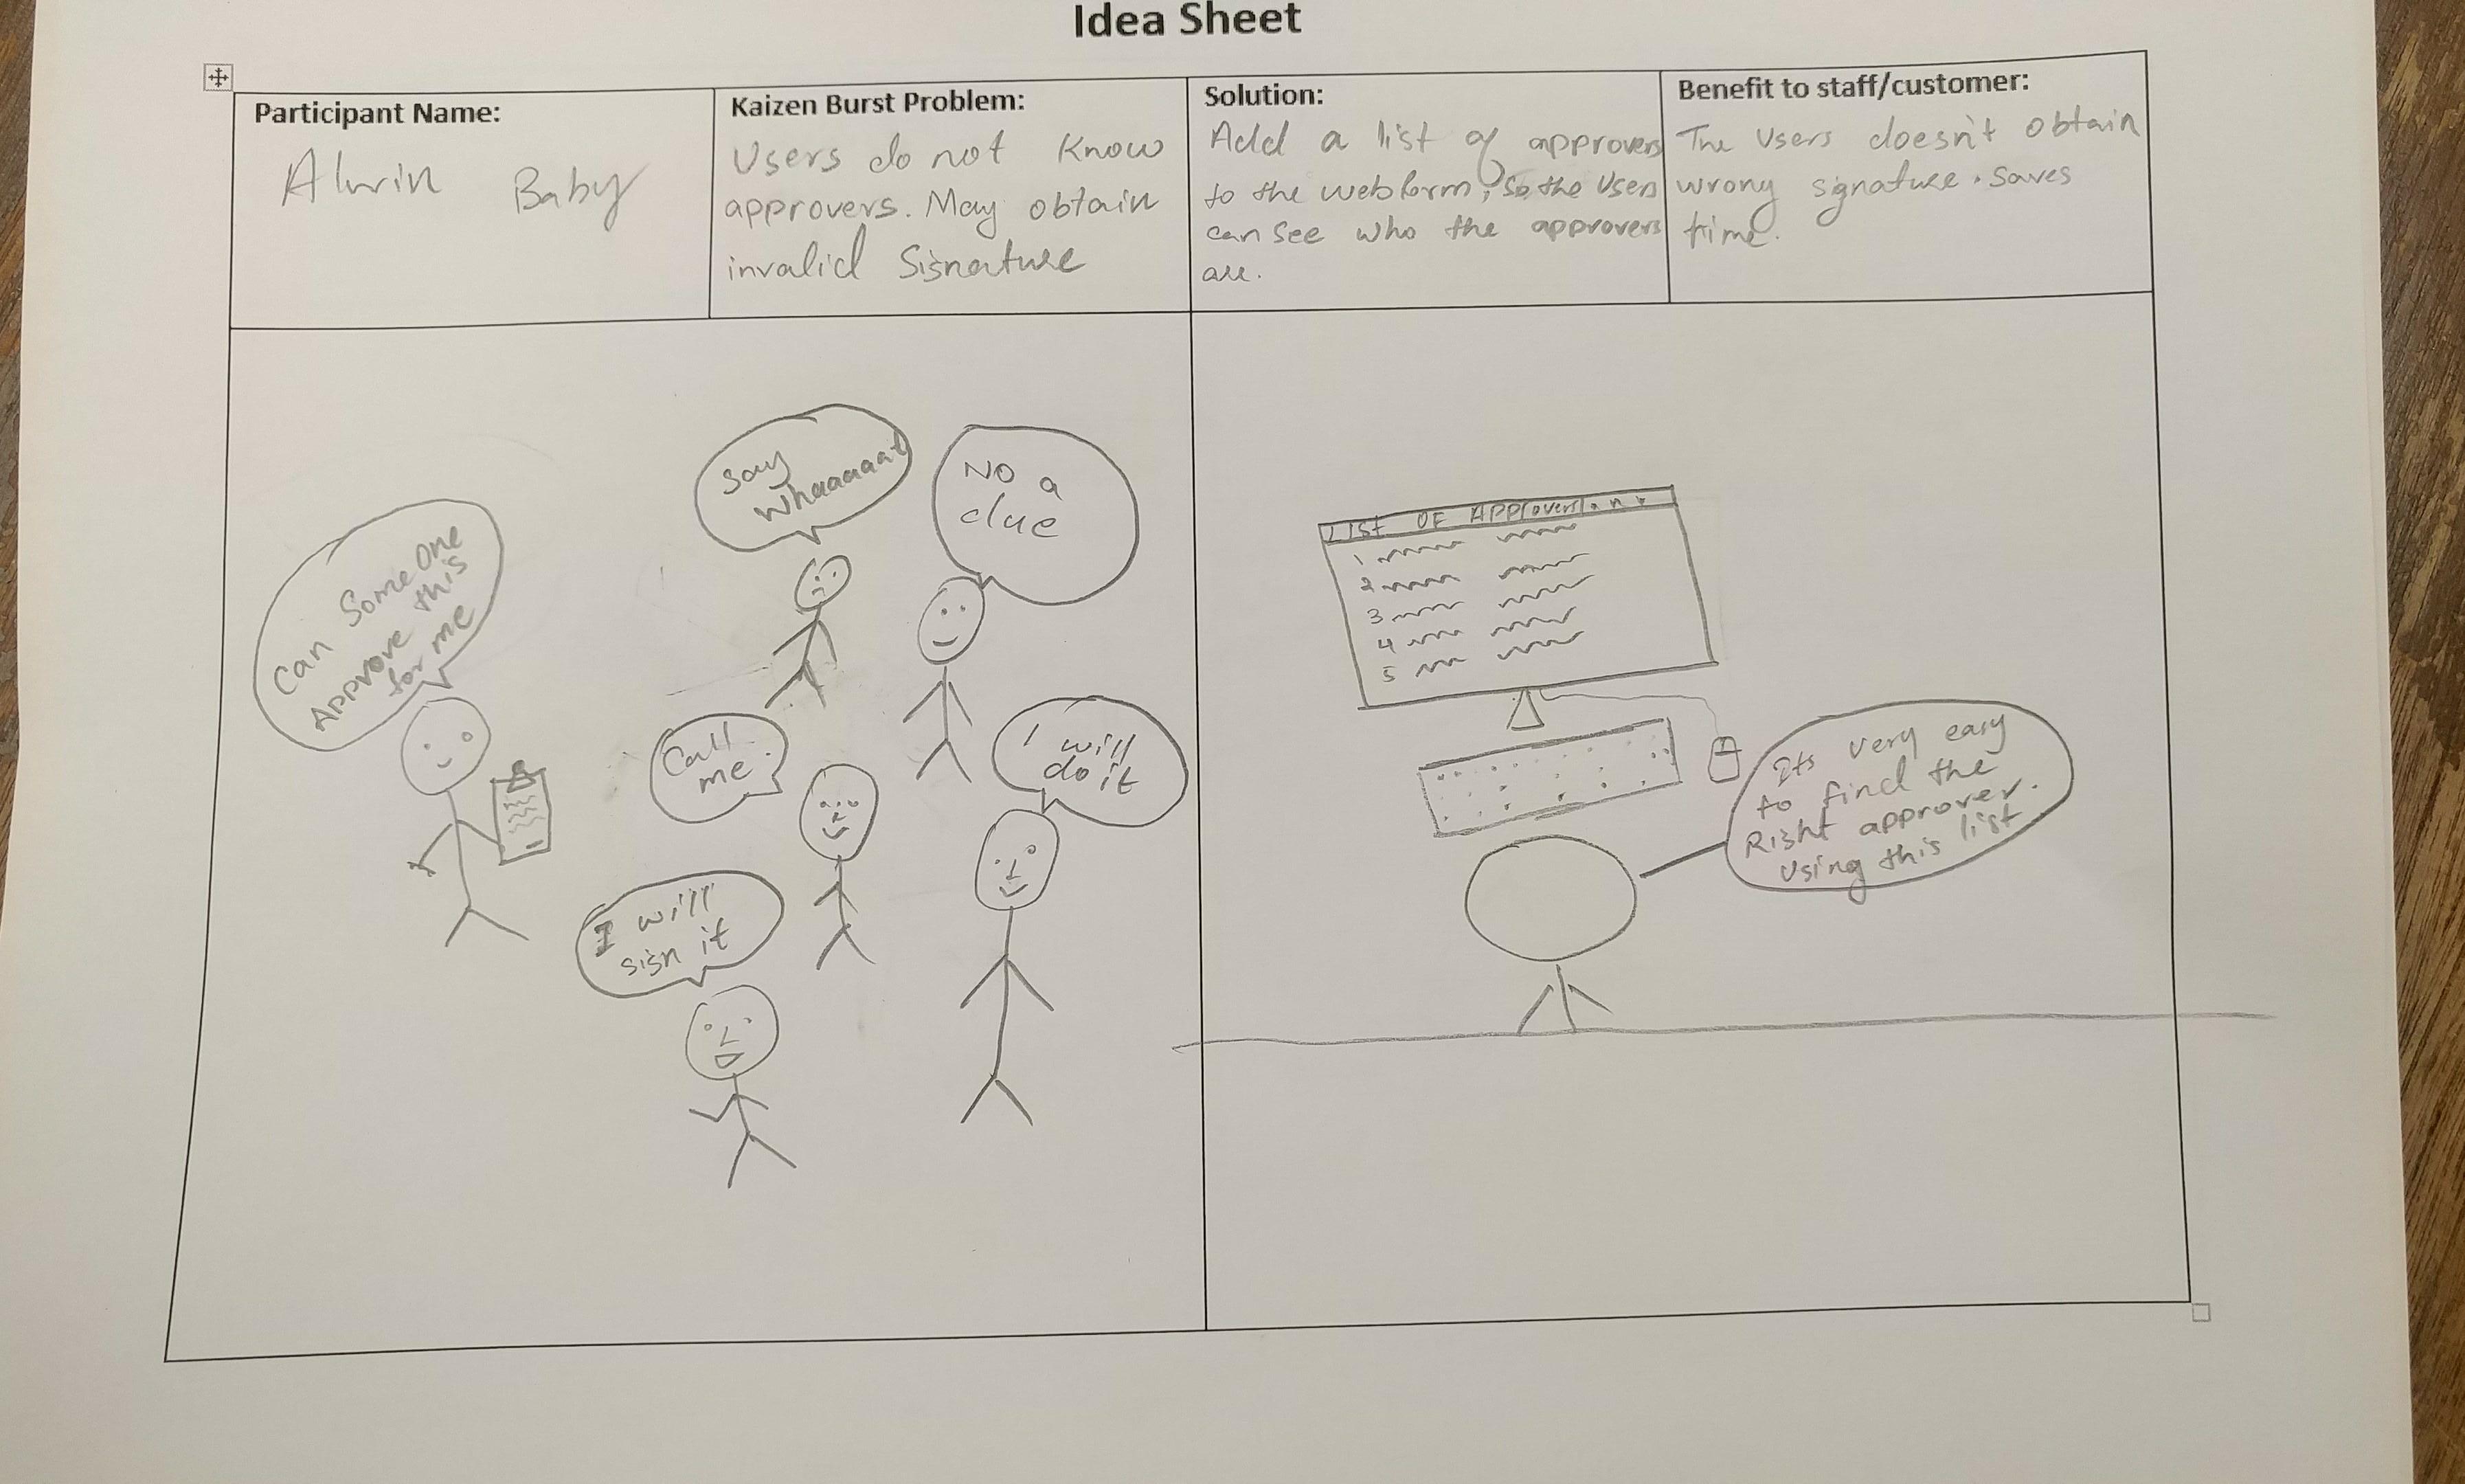 Idea Sheet
Participant Name:
Alwin Baby
Kaizen Burst Problem:
Users do not know
approvers. May obtain
invalid Signature
Solution:
Add a list of approvers
to the webform, so the users
can see who the approvers
are.
Benefit to staff/customer:
The users doesn't obtain
wrong signature. Saves
time.
Can SomeOne
Approve this
for me
Say
Whaaaaat
NO a
clue
Call
me.
I will
do it
I will
sign it
LIST OF APProvers
1
2
3
4
5
Its very easy
to find the
Right approver.
Using this list